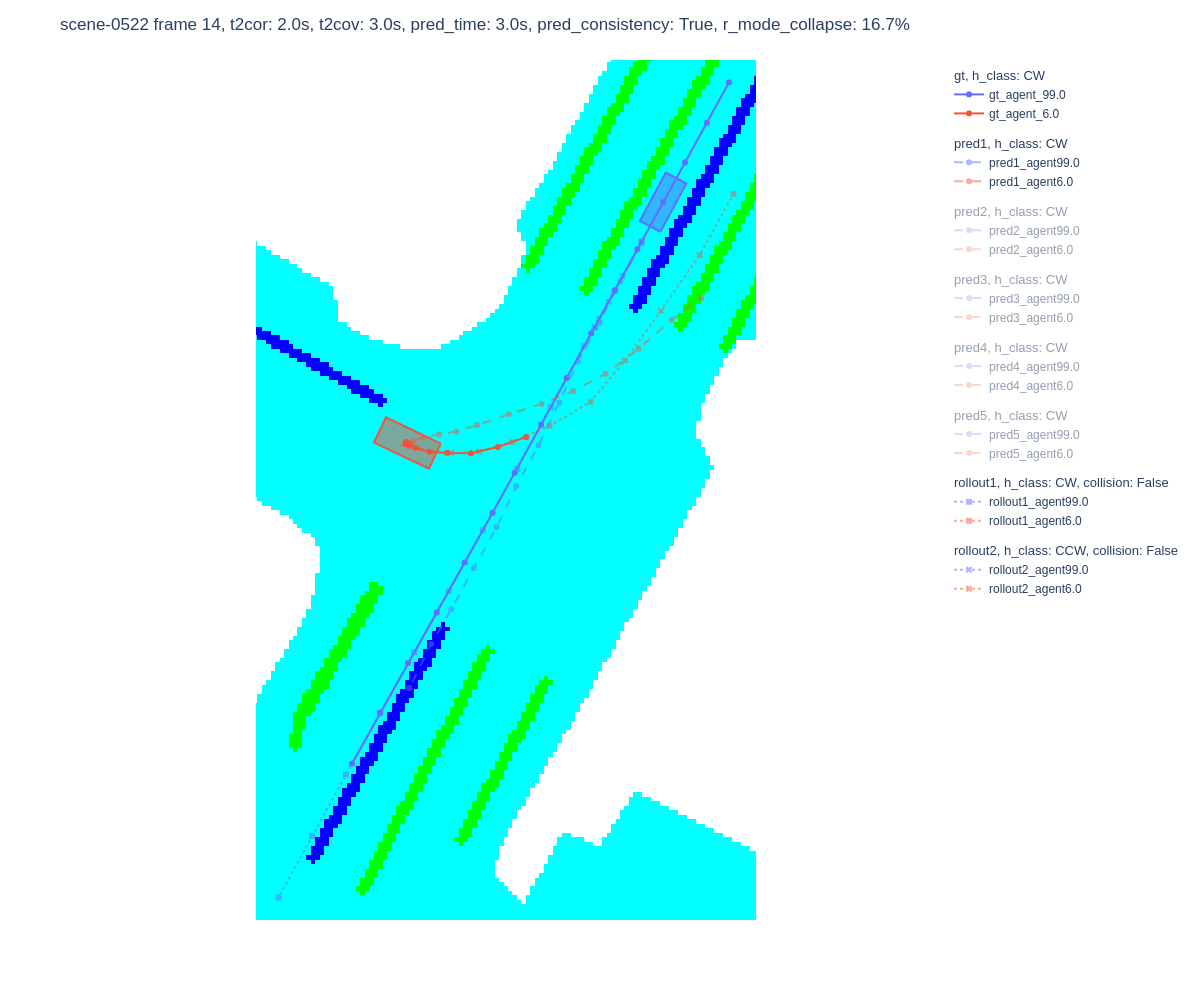 scene-0522 frame 14, t2cor: 2.0s, t2cov: 3.0s, pred_time: 3.0s, pred_consistency: True, r_mode_collapse: 16.7%
gt, h_class: CW
gt_agent_99.0
gt_agent_6.0
pred1, h_class: CW
pred1_agent99.0
pred1_agent6.0
pred2, h_class: CW
pred2_agent99.0
pred2_agent6.0
pred3, h_class: CW
pred3_agent99.0
pred3_agent6.0
pred4, h_class: CW
pred4_agent99.0
pred4_agent6.0
pred5, h_class: CW
pred5_agent99.0
pred5_agent6.0
rollout1, h_class: CW, collision: False
rollout1_agent99.0
rollout1_agent6.0
rollout2, h_class: CCW, collision: False
rollout2_agent99.0
rollout2_agent6.0